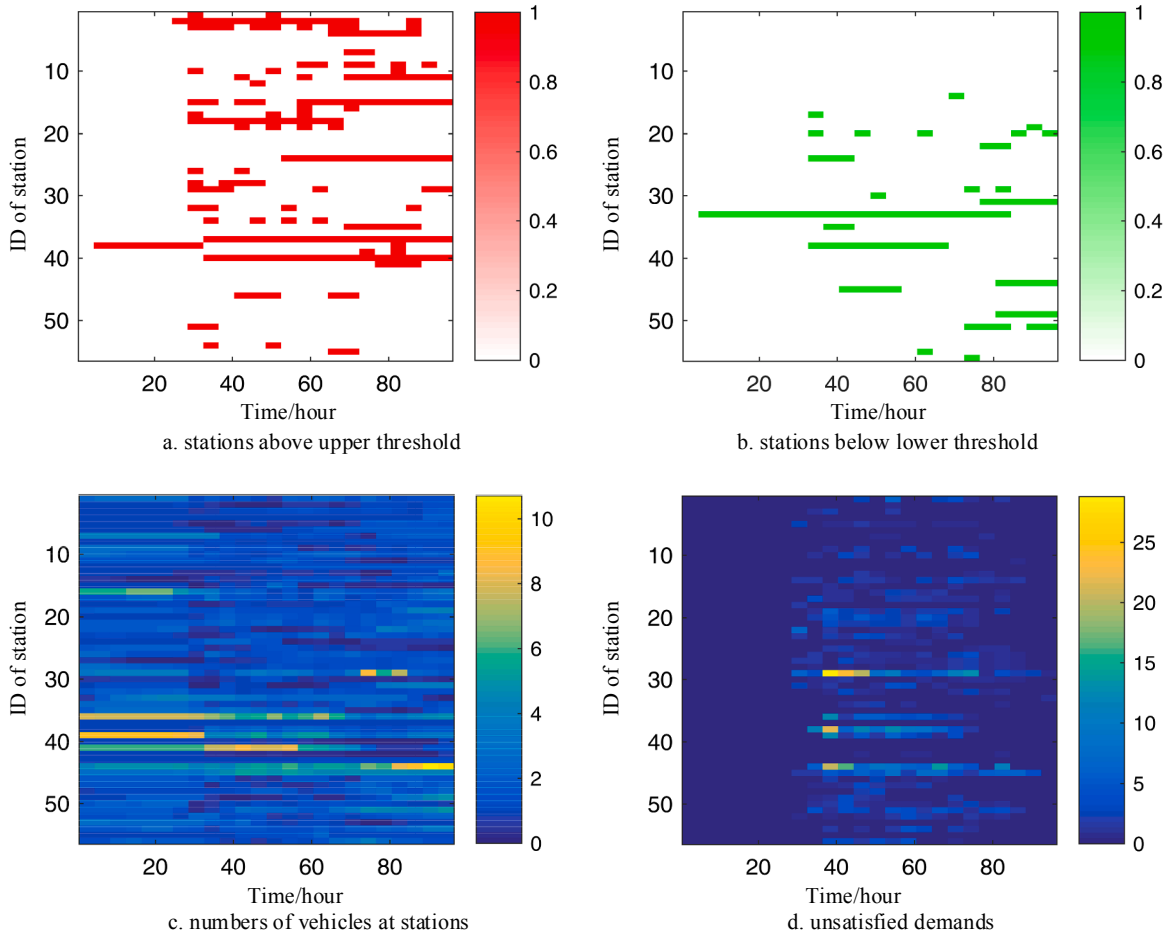 ID of station
10
20
30
40
50
20 40 60 80
Time/hour
1
0.8
0.6
0.4
0.2
0
a. stations above upper threshold
ID of station
10
20
30
40
50
20 40 60 80
Time/hour
1
0.8
0.6
0.4
0.2
0
b. stations below lower threshold
ID of station
10
20
30
40
50
20 40 60 80
Time/hour
10
8
6
4
2
0
c. numbers of vehicles at stations
ID of station
10
20
30
40
50
20 40 60 80
Time/hour
25
20
15
10
5
0
d. unsatisfied demands